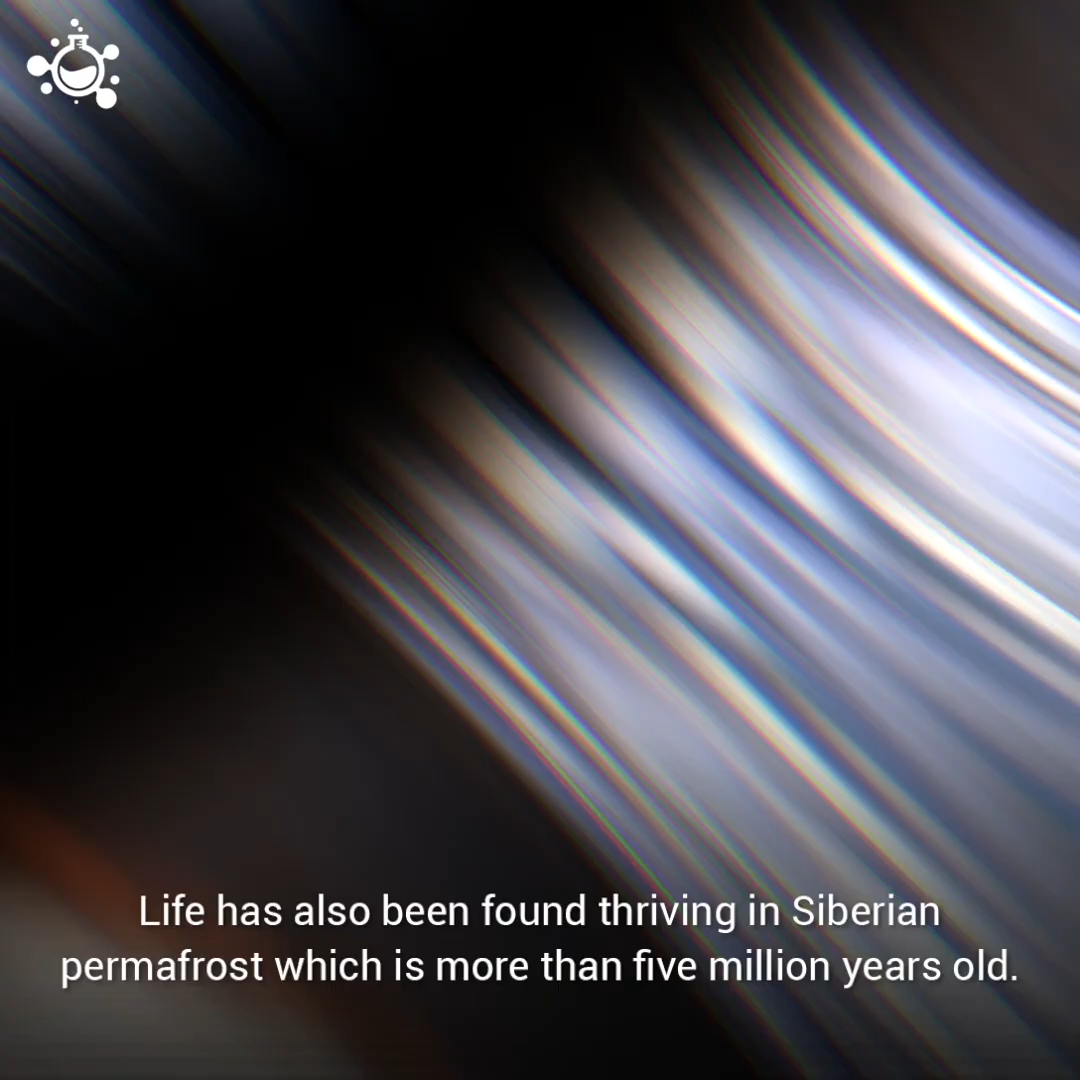 Life has also been found thriving in Siberian
permafrost which is more than five million years old.